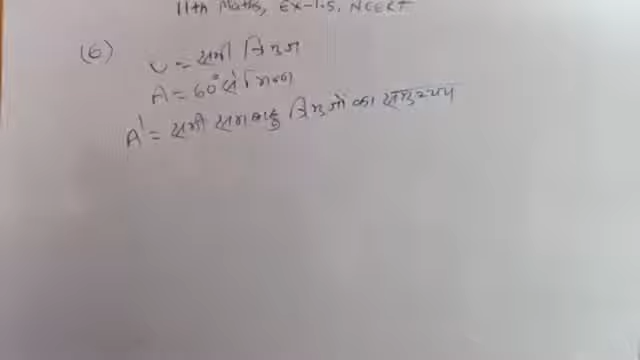 11th Maths, Ex-1.5, NCERT
(6) U = सभी त्रिभुज
A = 60° से भिन्न
A' = सभी समबाहु त्रिभुजों का समुच्चय